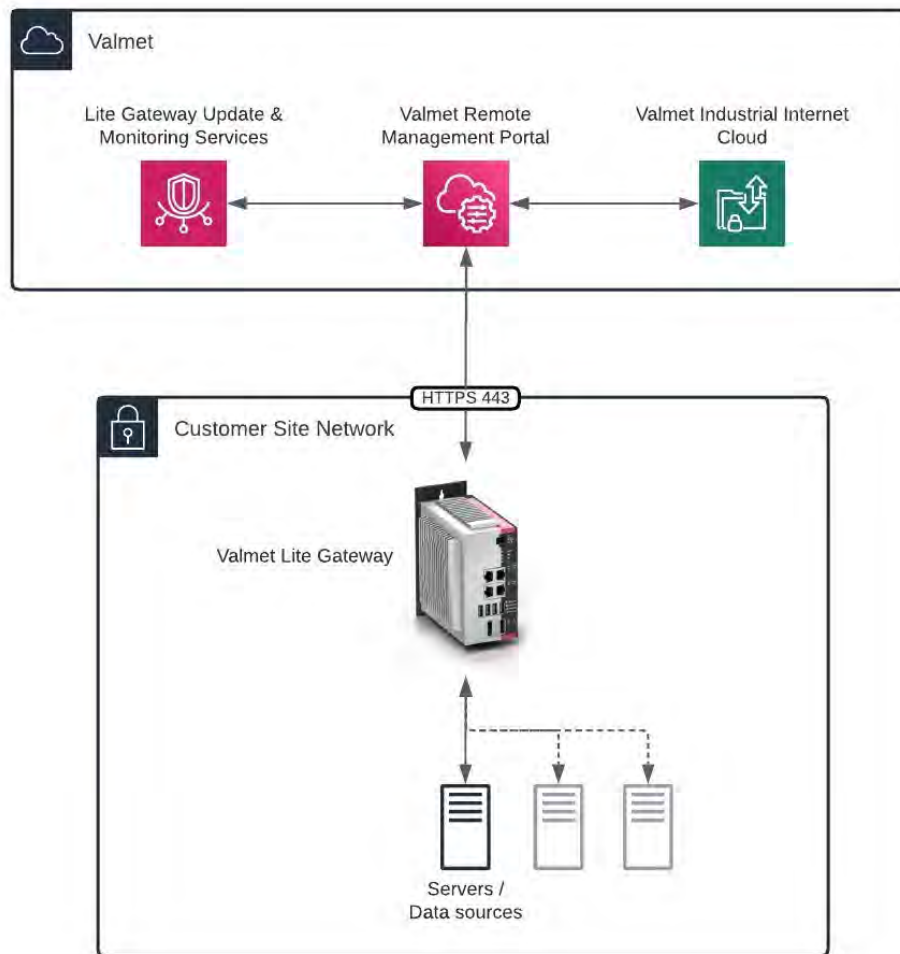 Valmet
Lite Gateway Update &
Monitoring Services
Valmet Remote
Management Portal
Valmet Industrial Internet
Cloud
HTTPS 443
Customer Site Network
Valmet Lite Gateway
Servers /
Data sources